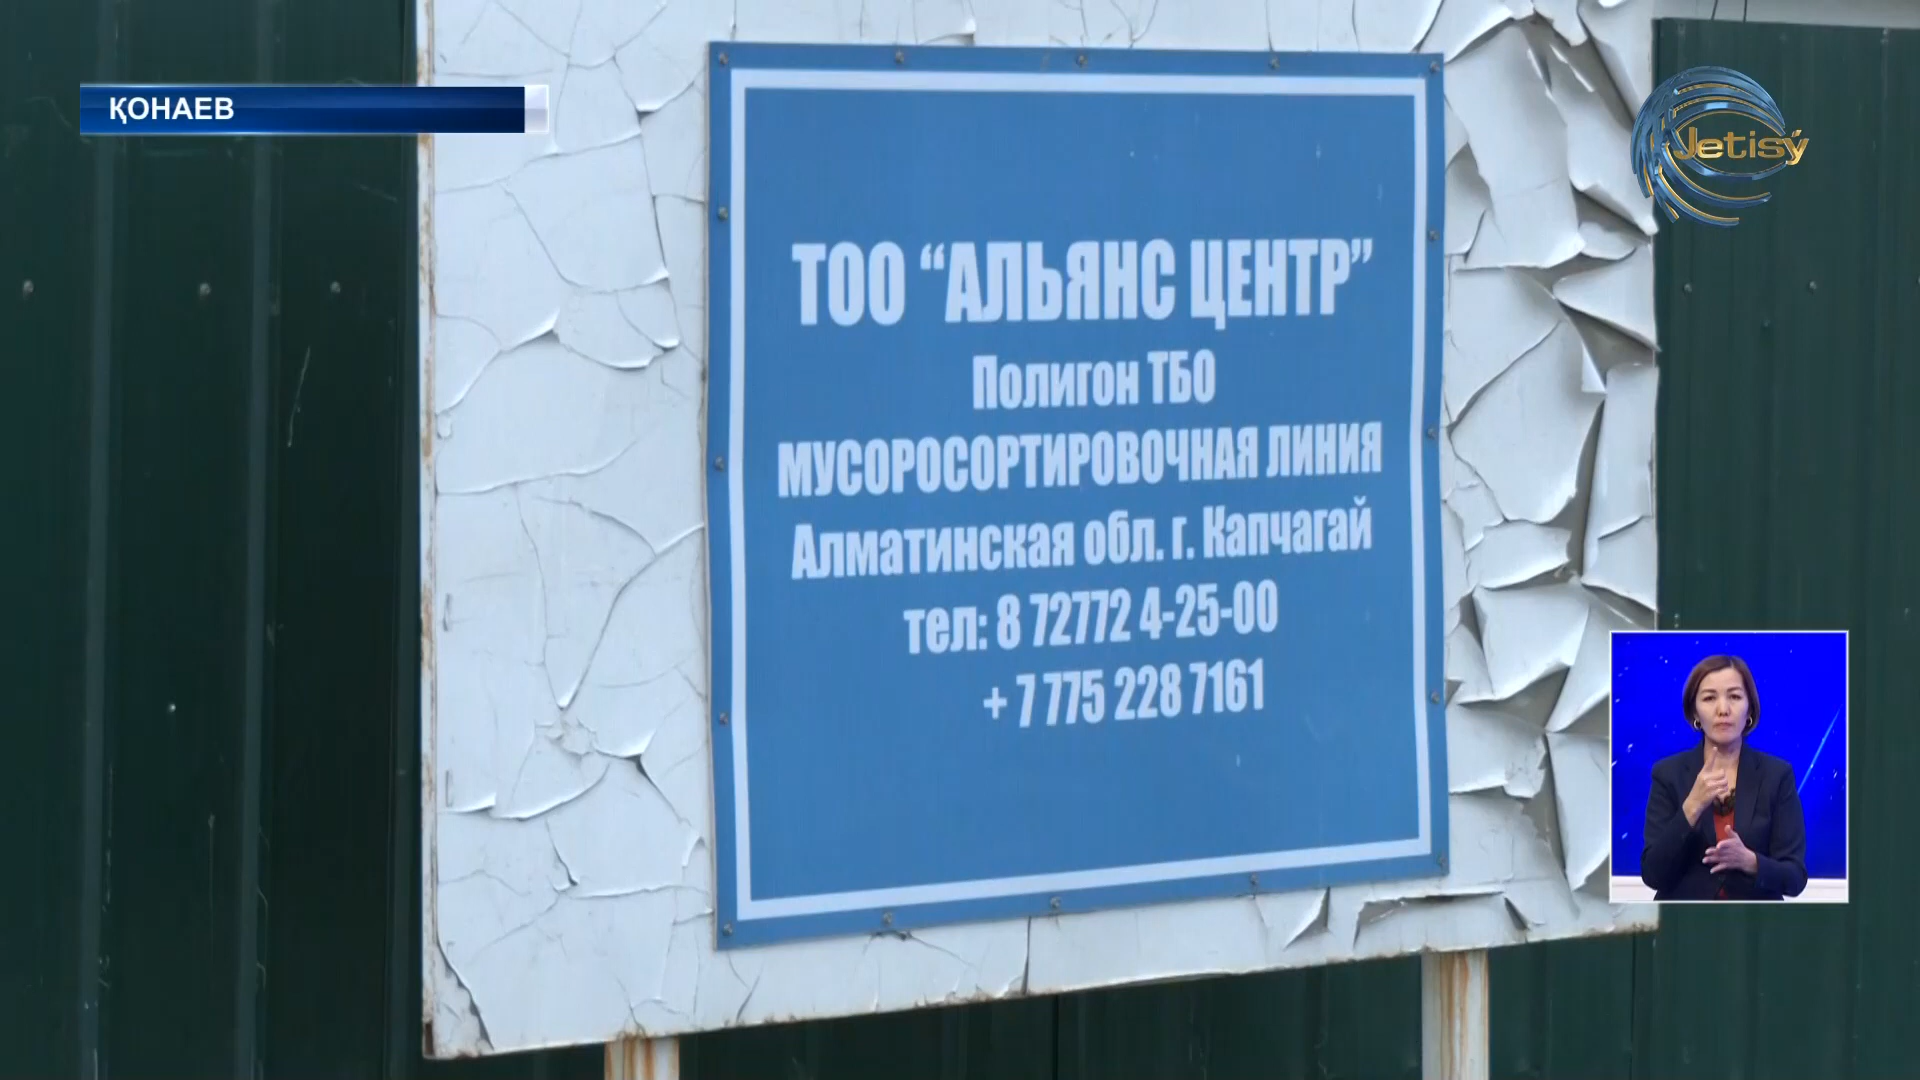 ҚОНАЕВ
Jetisý
ТОО “АЛЬЯНС ЦЕНТР”
Полигон ТБО
МУСОРОСОРТИРОВОЧНАЯ ЛИНИЯ
Алматинская обл. г. Капчагай
тел: 8 72772 4-25-00
+ 7 775 228 7161